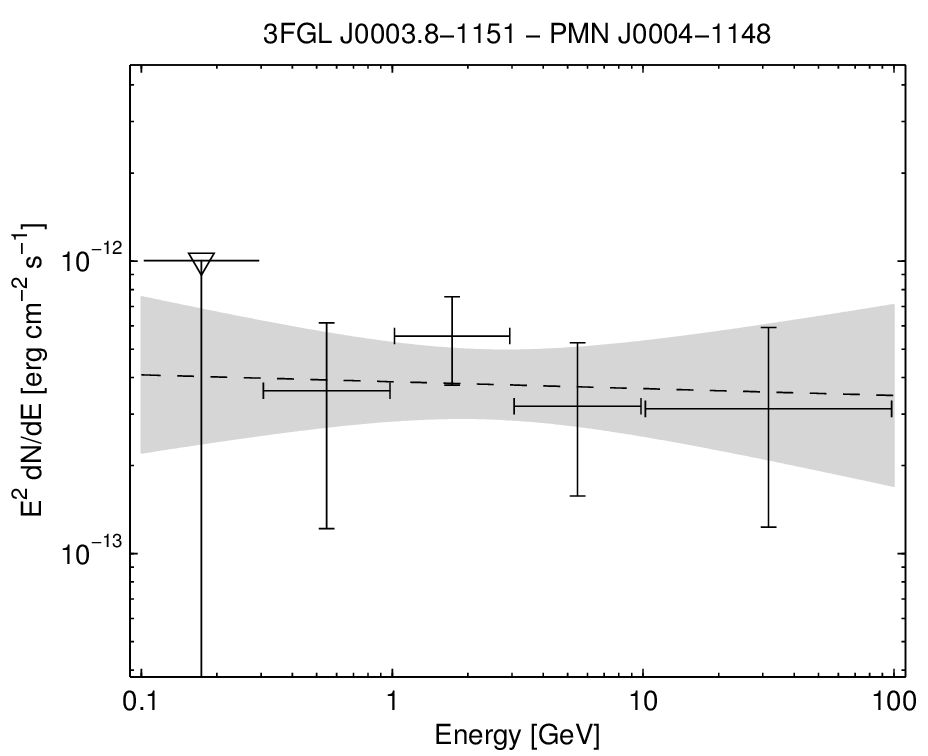 3FGL J0003.8−1151 − PMN J0004−1148
E² dN/dE [erg cm⁻² s⁻¹]
10⁻¹²
10⁻¹³
0.1 1 10 100
Energy [GeV]